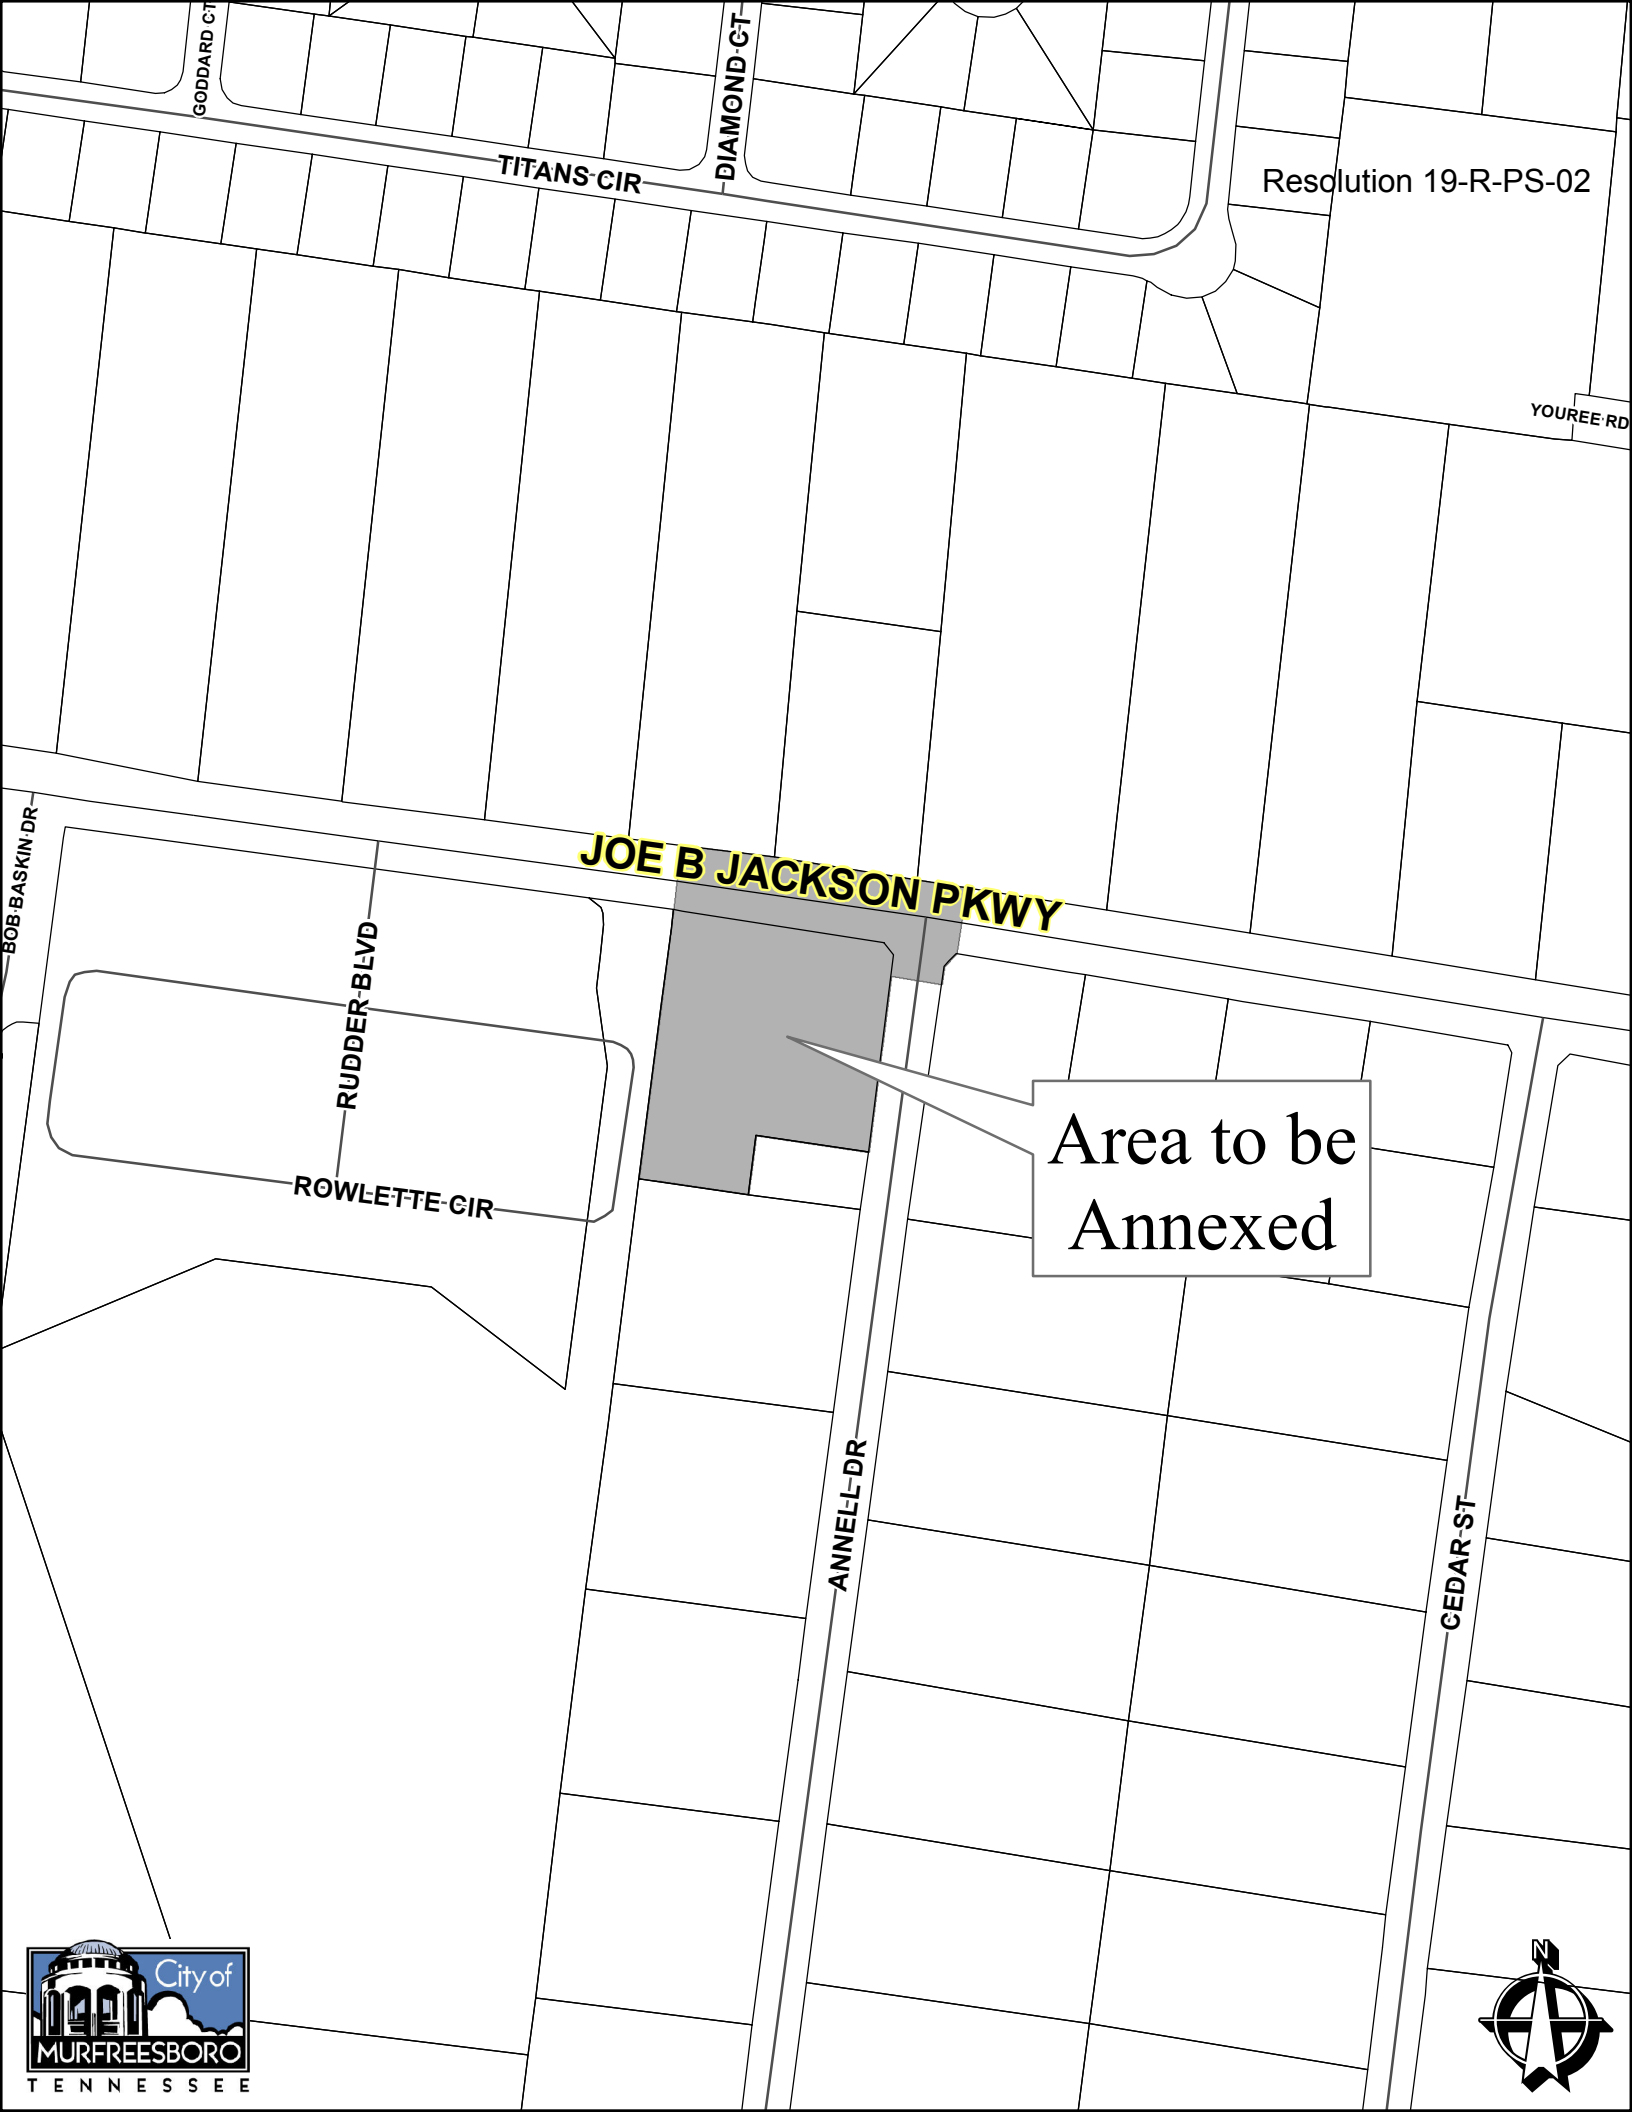 GODDARD CT
DIAMOND CT
TITANS CIR
Resolution 19-R-PS-02
YOUREE RD
BOB BASKIN DR
JOE B JACKSON PKWY
RUDDER BLVD
ROWLETTE CIR
Area to be
Annexed
ANNELL DR
CEDAR ST
City of
MURFREESBORO
TENNESSEE
N